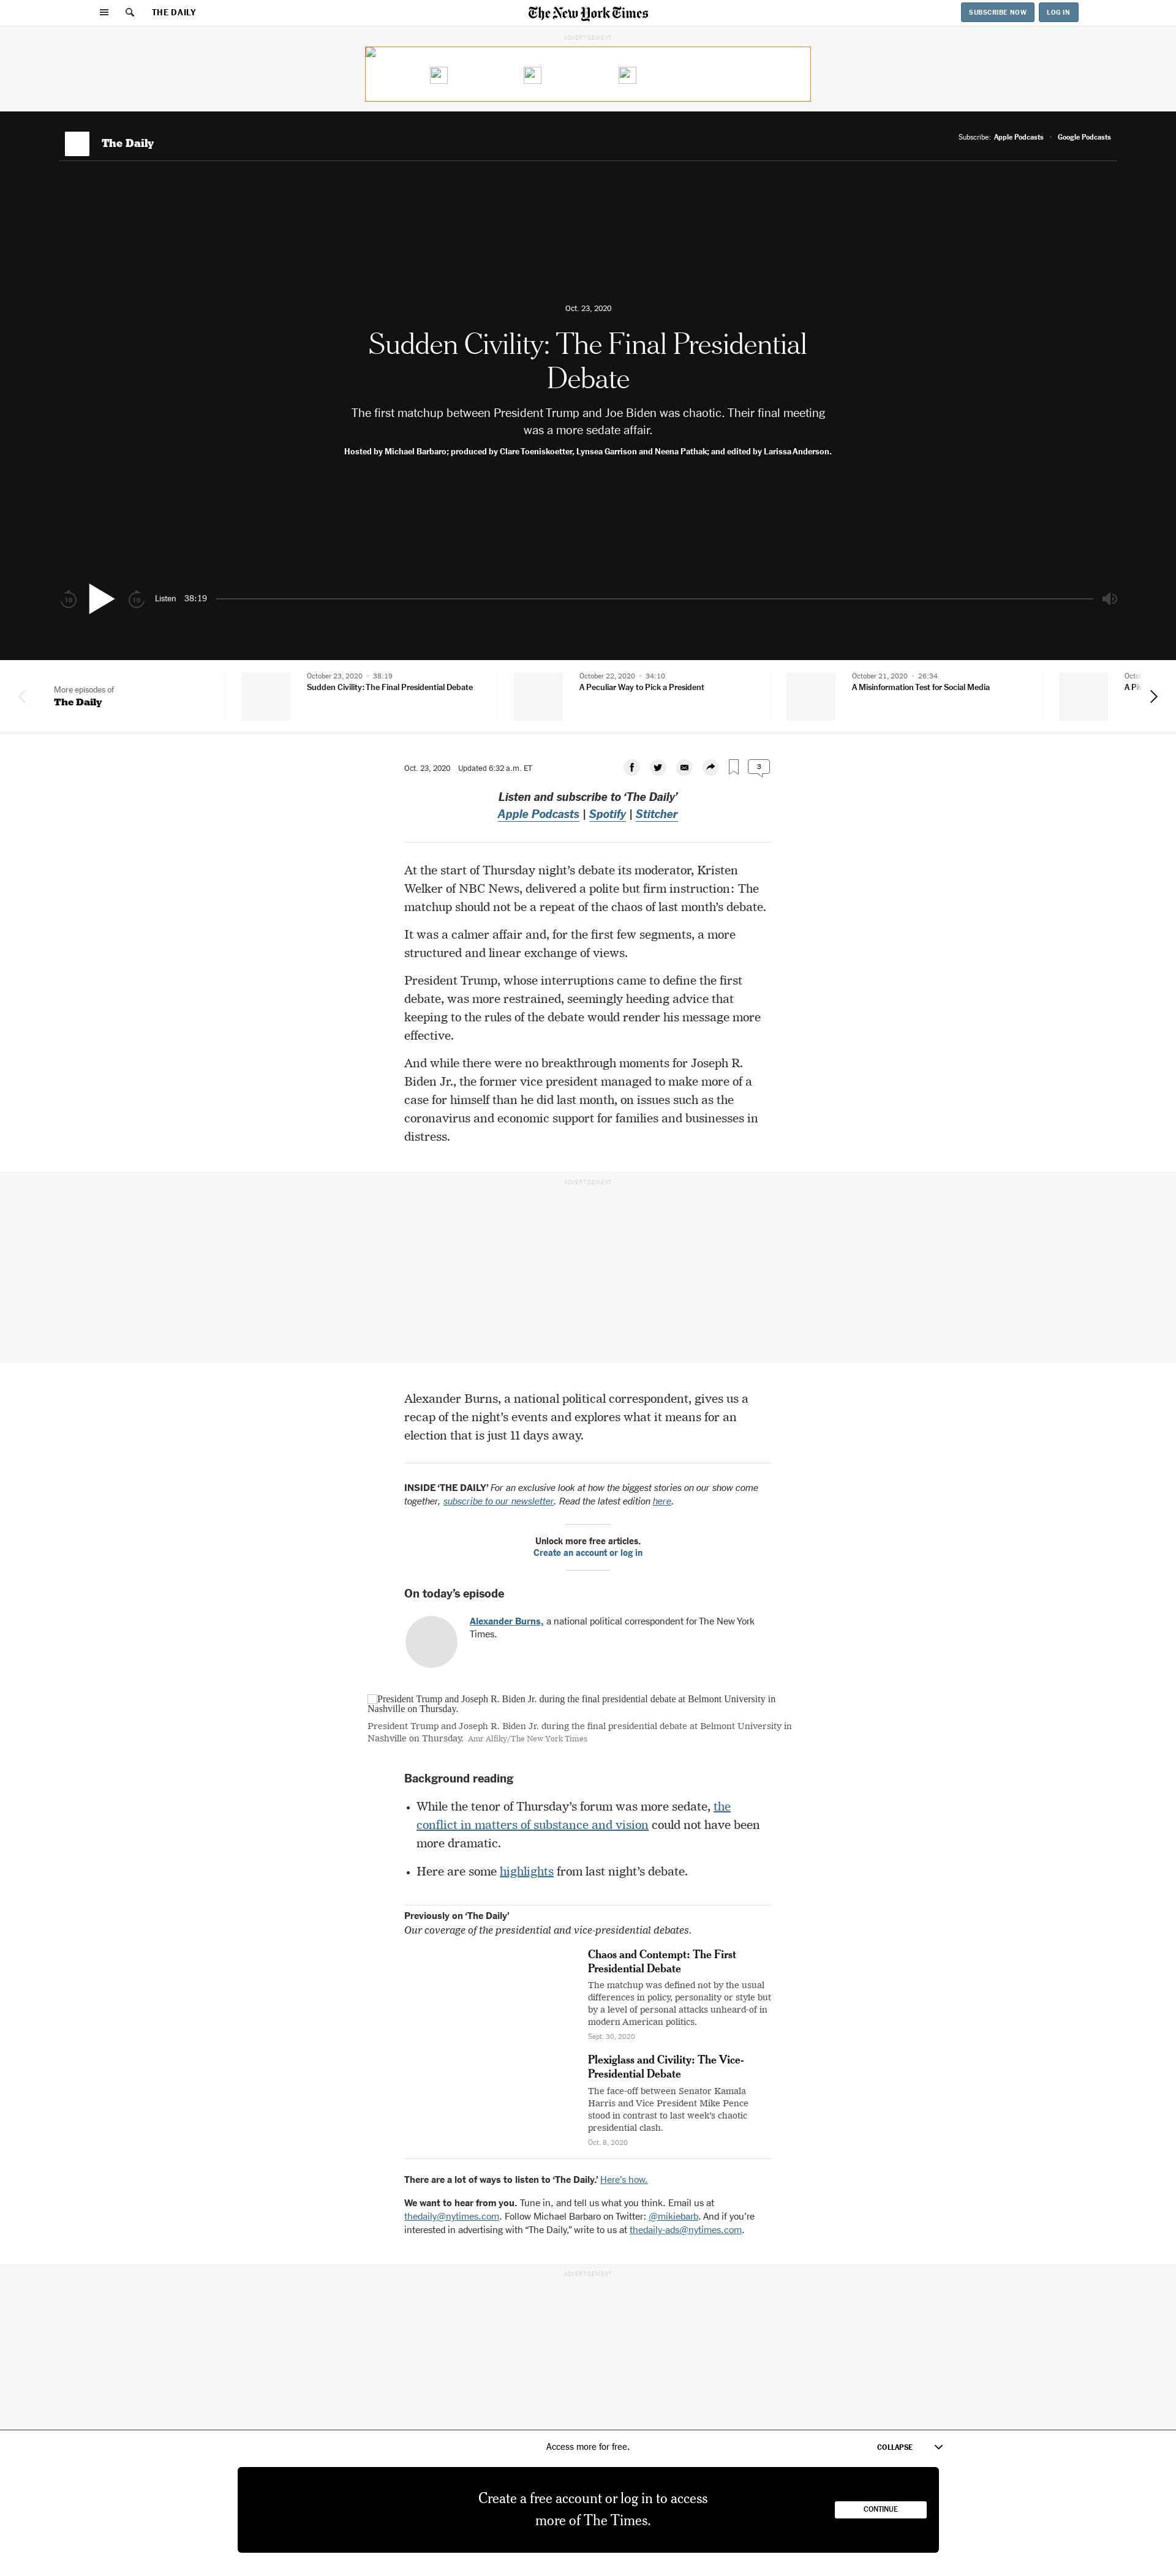 THE DAILY
The New York Times
SUBSCRIBE NOW
LOG IN
ADVERTISEMENT
The Daily
Subscribe: Apple Podcasts
Google Podcasts
Oct. 23, 2020
Sudden Civility: The Final Presidential
Debate
The first matchup between President Trump and Joe Biden was chaotic. Their final meeting
was a more sedate affair.
Hosted by Michael Barbaro; produced by Clare Toeniskoetter, Lynsea Garrison and Neena Pathak; and edited by Larissa Anderson.
10
10
Listen 38:19
More episodes of
The Daily
October 23, 2020 • 38:19
Sudden Civility: The Final Presidential Debate
October 22, 2020 • 34:10
A Peculiar Way to Pick a President
October 21, 2020 • 26:34
A Misinformation Test for Social Media
Oct. 23, 2020 Updated 6:32 a.m. ET
3
Listen and subscribe to ‘The Daily’
Apple Podcasts | Spotify | Stitcher
At the start of Thursday night’s debate its moderator, Kristen
Welker of NBC News, delivered a polite but firm instruction: The
matchup should not be a repeat of the chaos of last month’s debate.
It was a calmer affair and, for the first few segments, a more
structured and linear exchange of views.
President Trump, whose interruptions came to define the first
debate, was more restrained, seemingly heeding advice that
keeping to the rules of the debate would render his message more
effective.
And while there were no breakthrough moments for Joseph R.
Biden Jr., the former vice president managed to make more of a
case for himself than he did last month, on issues such as the
coronavirus and economic support for families and businesses in
distress.
ADVERTISEMENT
Alexander Burns, a national political correspondent, gives us a
recap of the night’s events and explores what it means for an
election that is just 11 days away.
INSIDE ‘THE DAILY’ For an exclusive look at how the biggest stories on our show come
together, subscribe to our newsletter. Read the latest edition here.
Unlock more free articles.
Create an account or log in
On today’s episode
Alexander Burns, a national political correspondent for The New York
Times.
President Trump and Joseph R. Biden Jr. during the final presidential debate at Belmont University in
Nashville on Thursday.
President Trump and Joseph R. Biden Jr. during the final presidential debate at Belmont University in
Nashville on Thursday. Amr Alfiky/The New York Times
Background reading
• While the tenor of Thursday’s forum was more sedate, the
conflict in matters of substance and vision could not have been
more dramatic.
• Here are some highlights from last night’s debate.
Previously on ‘The Daily’
Our coverage of the presidential and vice-presidential debates.
Chaos and Contempt: The First
Presidential Debate
The matchup was defined not by the usual
differences in policy, personality or style but
by a level of personal attacks unheard-of in
modern American politics.
Sept. 30, 2020
Plexiglass and Civility: The Vice-
Presidential Debate
The face-off between Senator Kamala
Harris and Vice President Mike Pence
stood in contrast to last week’s chaotic
presidential clash.
Oct. 8, 2020
There are a lot of ways to listen to ‘The Daily.’ Here’s how.
We want to hear from you. Tune in, and tell us what you think. Email us at
thedaily@nytimes.com. Follow Michael Barbaro on Twitter: @mikiebarb. And if you’re
interested in advertising with “The Daily,” write to us at thedaily-ads@nytimes.com.
ADVERTISEMENT
Access more for free.
COLLAPSE
Create a free account or log in to access
more of The Times.
CONTINUE